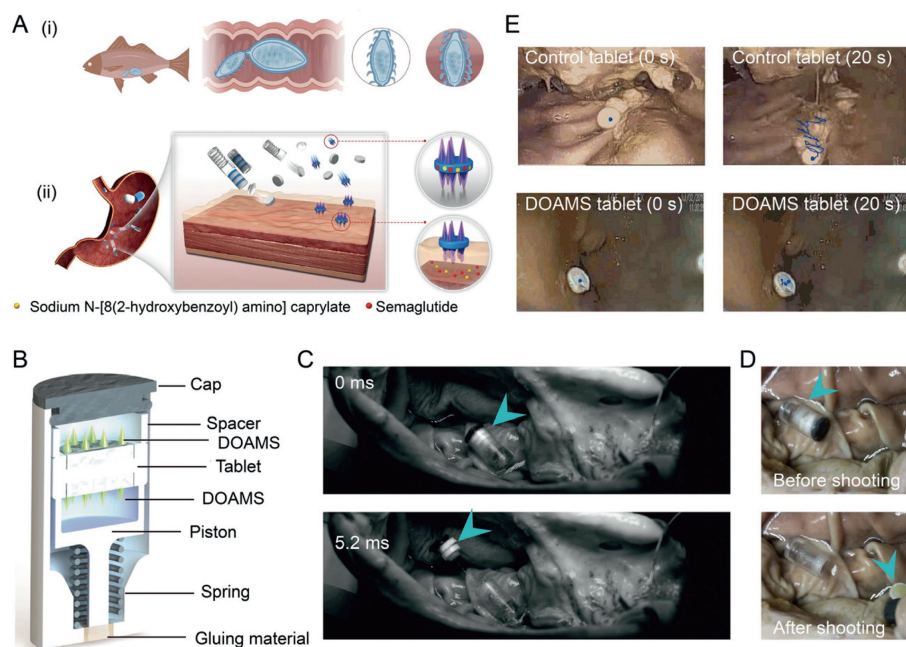 A
(i)
(ii)
Sodium N-[8(2-hydroxybenzoyl) amino] caprylate
Semaglutide
B
Cap
Spacer
DOAMS
Tablet
DOAMS
Piston
Spring
Gluing material
C
0 ms
5.2 ms
D
Before shooting
After shooting
E
Control tablet (0 s)
Control tablet (20 s)
DOAMS tablet (0 s)
DOAMS tablet (20 s)